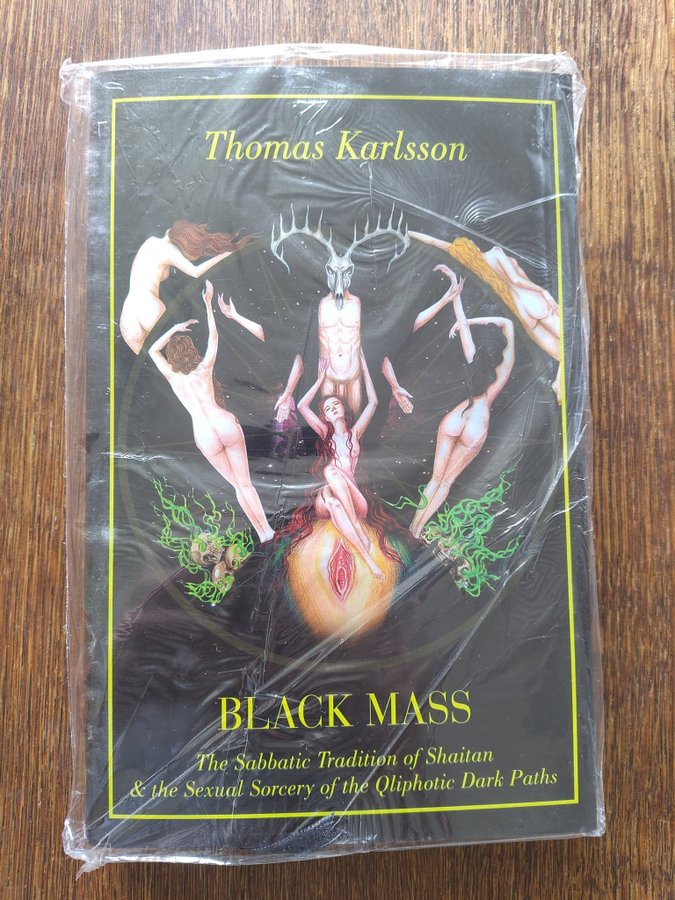 Thomas Karlsson
BLACK MASS
The Sabbatic Tradition of Shaitan
& the Sexual Sorcery of the Qliphotic Dark Paths